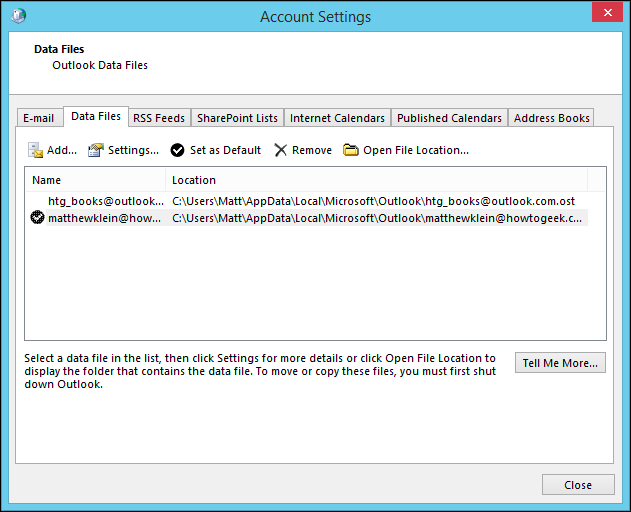 Account Settings
Data Files
Outlook Data Files
E-mail Data Files RSS Feeds SharePoint Lists Internet Calendars Published Calendars Address Books
Add... Settings... Set as Default Remove Open File Location...
Name Location
htg_books@outlook... C:\Users\Matt\AppData\Local\Microsoft\Outlook\htg_books@outlook.com.ost
matthewklein@how... C:\Users\Matt\AppData\Local\Microsoft\Outlook\matthewklein@howtogeek.c...
Select a data file in the list, then click Settings for more details or click Open File Location to
display the folder that contains the data file. To move or copy these files, you must first shut
down Outlook.
Tell Me More...
Close